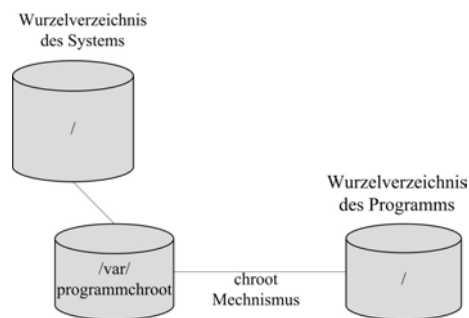 Wurzelverzeichnis
des Systems
/
Wurzelverzeichnis
des Programms
/var/
programmchroot
chroot
Mechnismus
/